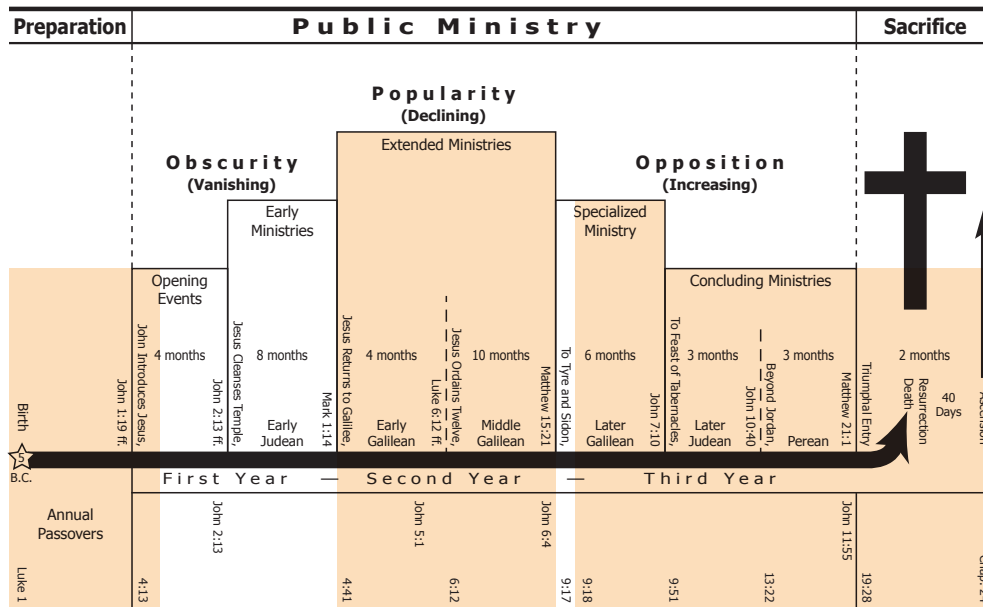 Preparation
Public Ministry
Sacrifice
Popularity
(Declining)
Extended Ministries
Obscurity
(Vanishing)
Opposition
(Increasing)
Early
Ministries
Specialized
Ministry
Opening
Events
Concluding Ministries
4 months
8 months
4 months
10 months
6 months
3 months
3 months
2 months
Birth
John Introduces Jesus,
John 1:19 ff.
Jesus Cleanses Temple,
John 2:13 ff.
Jesus Returns to Galilee,
Mark 1:14
Jesus Ordains Twelve,
Luke 6:12 ff.
To Tyre and Sidon,
Matthew 15:21
To Feast of Tabernacles,
John 7:10
Beyond Jordan,
John 10:40
Triumphal Entry
Matthew 21:1
Resurrection
Death
40
Days
Ascension
Early
Judean
Early
Galilean
Middle
Galilean
Later
Galilean
Later
Judean
Perean
5
B.C.
First Year — Second Year — Third Year
Annual
Passovers
John 2:13
John 5:1
John 6:4
John 11:55
Luke 1
4:13
4:41
6:12
9:17
9:18
9:51
13:22
19:28